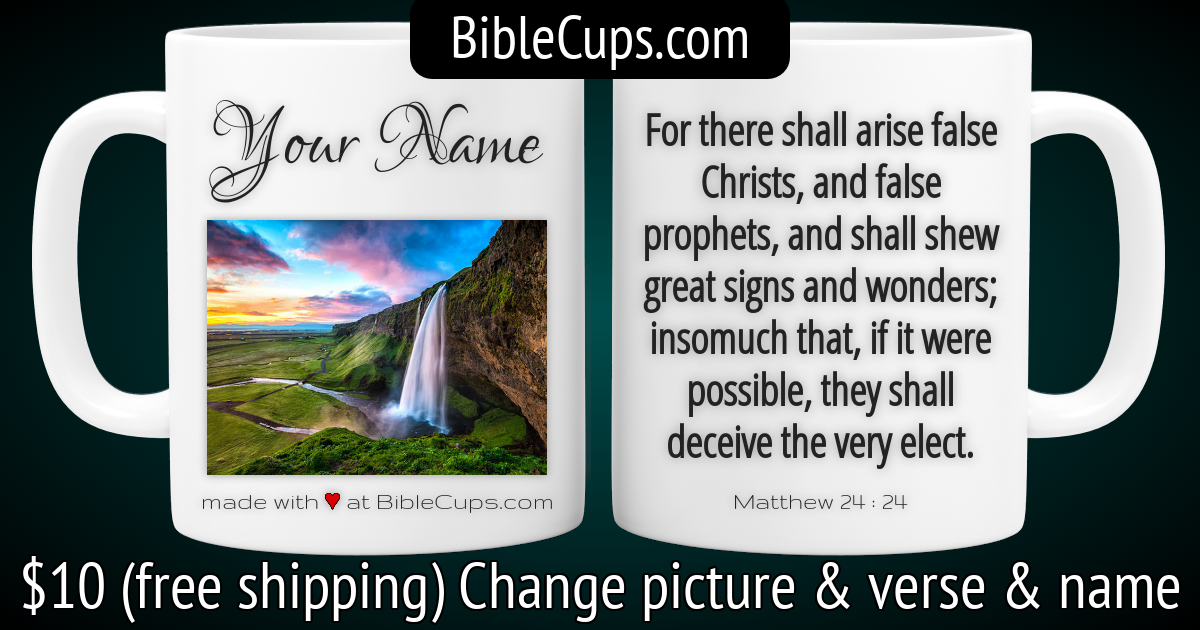 BibleCups.com
Your Name
made with ♥ at BibleCups.com
For there shall arise false
Christs, and false
prophets, and shall shew
great signs and wonders;
insomuch that, if it were
possible, they shall
deceive the very elect.
Matthew 24 : 24
$10 (free shipping) Change picture & verse & name